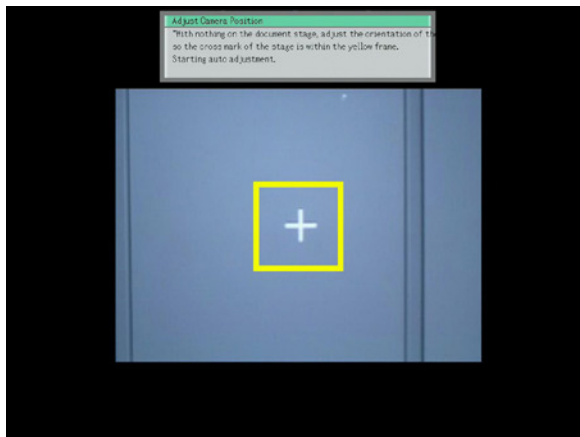 Adjust Camera Position
"With nothing on the document stage, adjust the orientation of th
so the cross mark of the stage is within the yellow frame.
Starting auto adjustment.